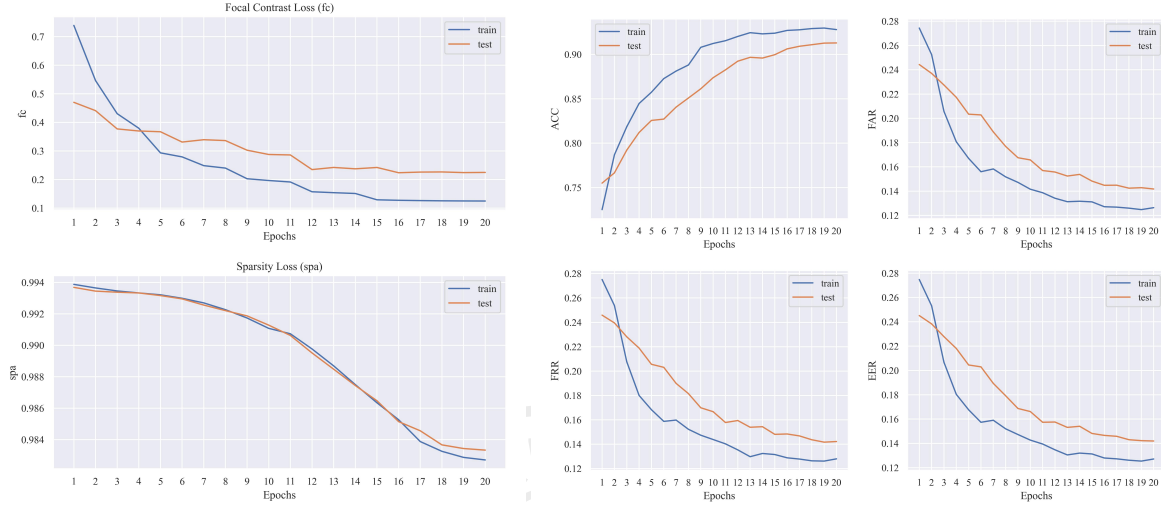 Focal Contrast Loss (fc)
train
test
0.7
0.6
0.5
0.4
0.3
0.2
0.1
fc
1 2 3 4 5 6 7 8 9 10 11 12 13 14 15 16 17 18 19 20
Epochs
Sparsity Loss (spa)
train
test
0.994
0.992
0.990
0.988
0.986
0.984
spa
1 2 3 4 5 6 7 8 9 10 11 12 13 14 15 16 17 18 19 20
Epochs
train
test
0.90
0.85
0.80
0.75
ACC
1 2 3 4 5 6 7 8 9 10 11 12 13 14 15 16 17 18 19 20
Epochs
train
test
0.28
0.26
0.24
0.22
0.20
0.18
0.16
0.14
0.12
FAR
1 2 3 4 5 6 7 8 9 10 11 12 13 14 15 16 17 18 19 20
Epochs
train
test
0.28
0.26
0.24
0.22
0.20
0.18
0.16
0.14
0.12
FRR
1 2 3 4 5 6 7 8 9 10 11 12 13 14 15 16 17 18 19 20
Epochs
train
test
0.28
0.26
0.24
0.22
0.20
0.18
0.16
0.14
0.12
EER
1 2 3 4 5 6 7 8 9 10 11 12 13 14 15 16 17 18 19 20
Epochs